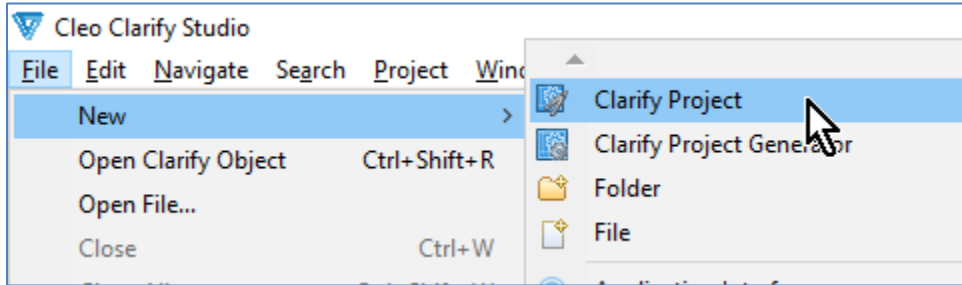 Cleo Clarify Studio
File Edit Navigate Search Project
New
Open Clarify Object Ctrl+Shift+R
Open File...
Close Ctrl+W
Clarify Project
Clarify Project Generator
Folder
File